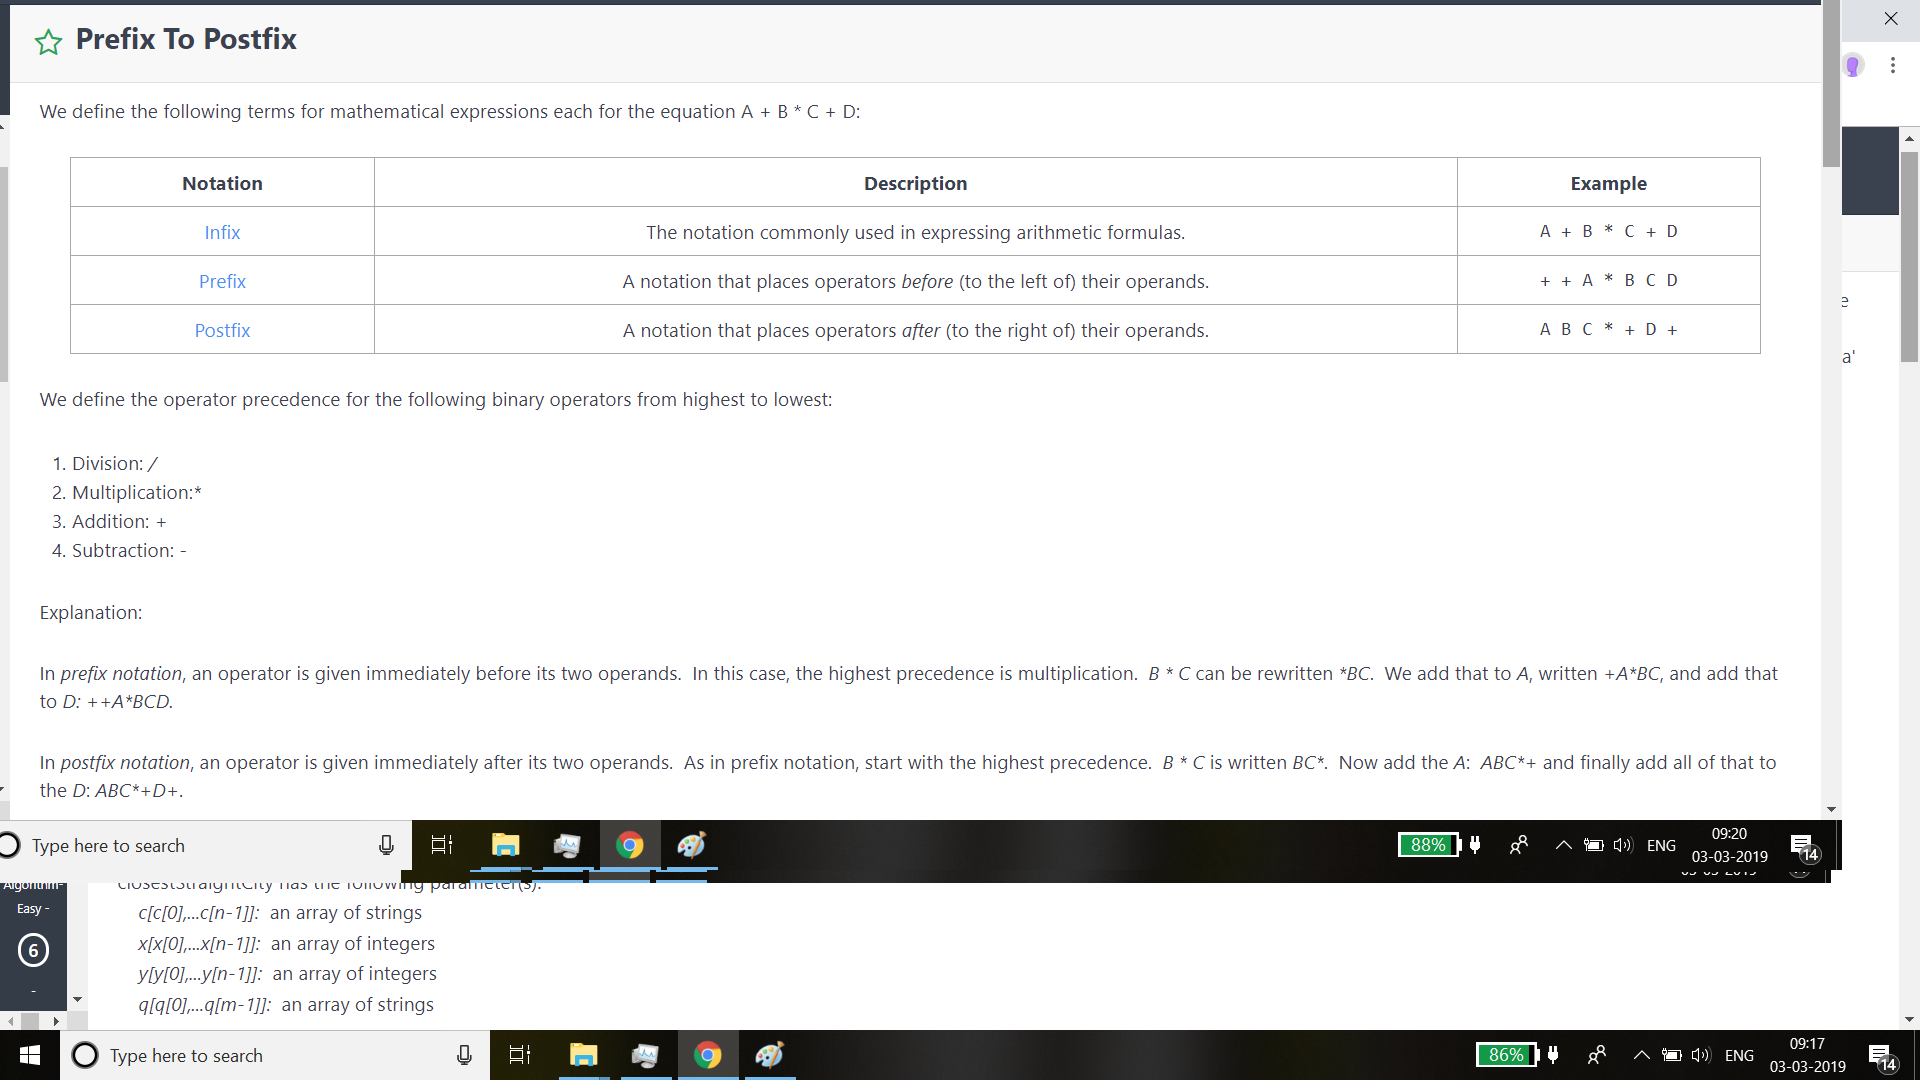 Prefix To Postfix
We define the following terms for mathematical expressions each for the equation A + B * C + D:
Notation Description Example
Infix The notation commonly used in expressing arithmetic formulas. A + B * C + D
Prefix A notation that places operators before (to the left of) their operands. + + A * B C D
Postfix A notation that places operators after (to the right of) their operands. A B C * + D +
We define the operator precedence for the following binary operators from highest to lowest:
1. Division: /
2. Multiplication:*
3. Addition: +
4. Subtraction: -
Explanation:
In prefix notation, an operator is given immediately before its two operands. In this case, the highest precedence is multiplication. B * C can be rewritten *BC. We add that to A, written +A*BC, and add that
to D: ++A*BCD.
In postfix notation, an operator is given immediately after its two operands. As in prefix notation, start with the highest precedence. B * C is written BC*. Now add the A: ABC*+ and finally add all of that to
the D: ABC*+D+.
e
a'
Type here to search 88% ENG 09:20
03-03-2019 14
Algorithm-
Easy -
6
-
closestStraightCity has the following parameter(s):
c[c[0],...c[n-1]]: an array of strings
x[x[0],...x[n-1]]: an array of integers
y[y[0],...y[n-1]]: an array of integers
q[q[0],...q[m-1]]: an array of strings
Type here to search 86% ENG 09:17
03-03-2019 14